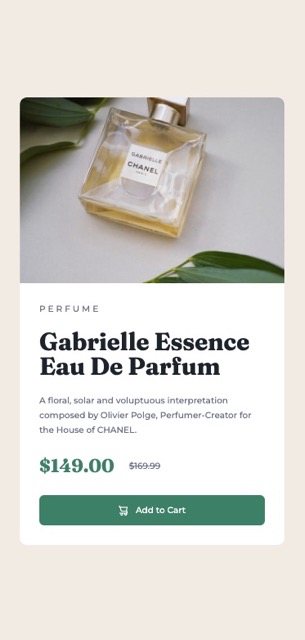 GABRIELLE
CHANEL
PERFUME
Gabrielle Essence
Eau De Parfum
A floral, solar and voluptuous interpretation
composed by Olivier Polge, Perfumer-Creator for
the House of CHANEL.
$149.00 $169.99
Add to Cart